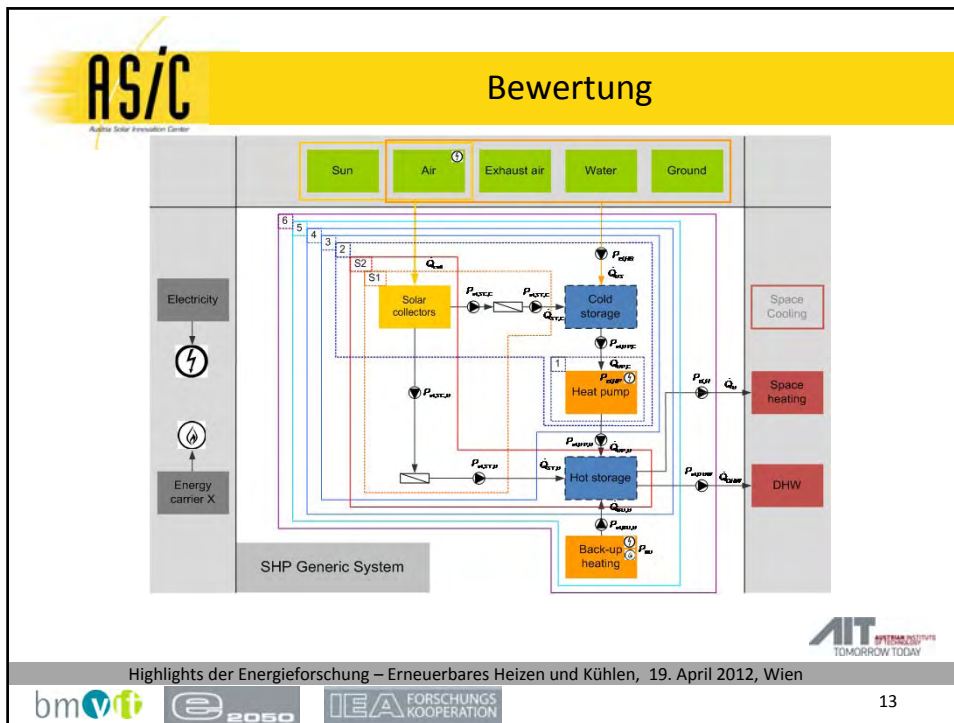 ASiC
Austria Solar Innovation Center
Bewertung
Sun
Air
Exhaust air
Water
Ground
6
5
4
3
2
S2
S1
1
Electricity
Energy
carrier X
Solar
collectors
Cold
storage
Heat pump
Hot storage
Back-up
heating
Space
Cooling
Space
heating
DHW
SHP Generic System
AIT AUSTRIAN INSTITUTE
OF TECHNOLOGY
TOMORROW TODAY
Highlights der Energieforschung – Erneuerbares Heizen und Kühlen, 19. April 2012, Wien
bmvit
e 2050
IEA FORSCHUNGS
KOOPERATION
13